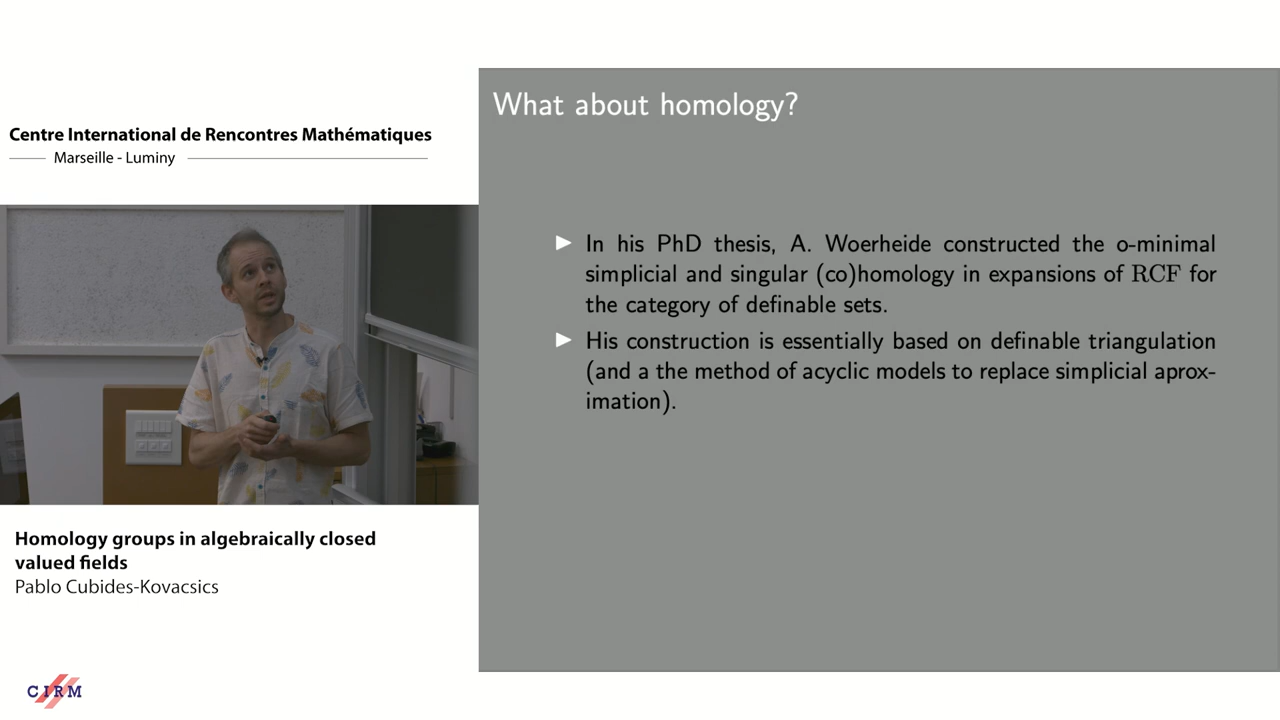 Centre International de Rencontres Mathématiques
Marseille - Luminy
Homology groups in algebraically closed
valued fields
Pablo Cubides-Kovacsics
CIRM
What about homology?
In his PhD thesis, A. Woerheide constructed the o-minimal
simplicial and singular (co)homology in expansions of RCF for
the category of definable sets.
His construction is essentially based on definable triangulation
(and a the method of acyclic models to replace simplicial aprox-
imation).